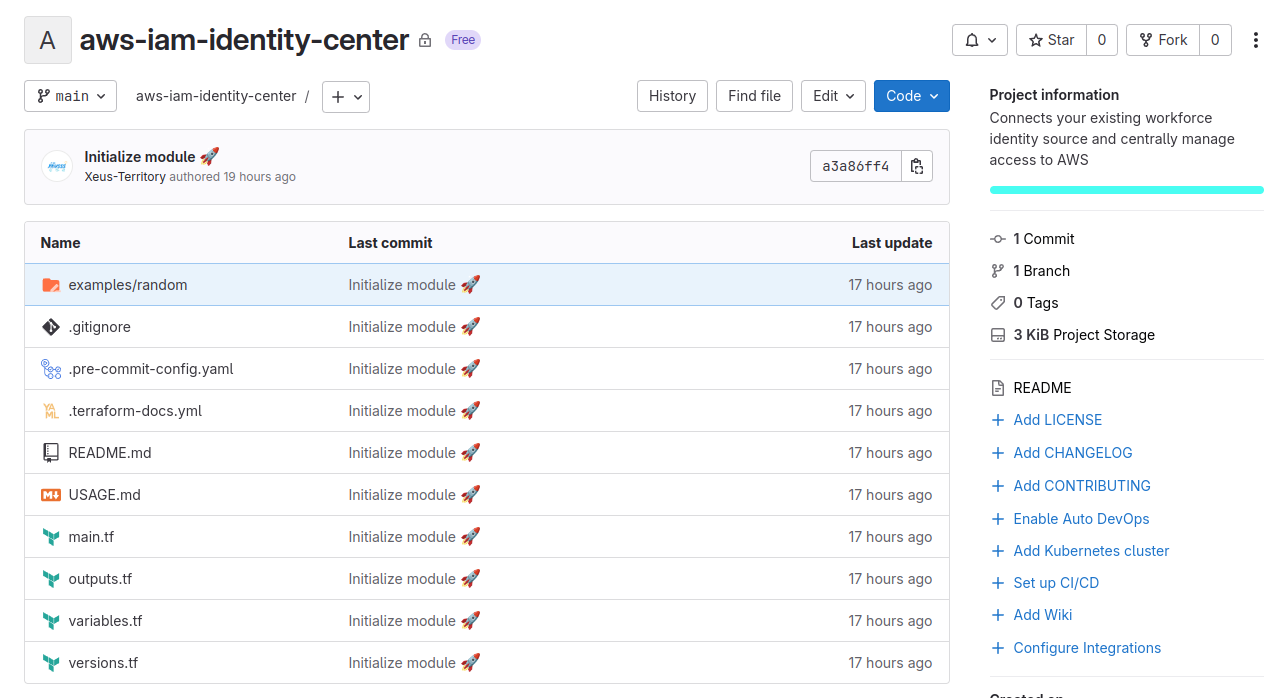 A aws-iam-identity-center Free
Star 0 Fork 0
main aws-iam-identity-center / History Find file Edit Code
Initialize module 🚀
Xeus-Territory authored 19 hours ago
a3a86ff4
Name Last commit Last update
examples/random Initialize module 🚀 17 hours ago
.gitignore Initialize module 🚀 17 hours ago
.pre-commit-config.yaml Initialize module 🚀 17 hours ago
.terraform-docs.yml Initialize module 🚀 17 hours ago
README.md Initialize module 🚀 17 hours ago
USAGE.md Initialize module 🚀 17 hours ago
main.tf Initialize module 🚀 17 hours ago
outputs.tf Initialize module 🚀 17 hours ago
variables.tf Initialize module 🚀 17 hours ago
versions.tf Initialize module 🚀 17 hours ago
Project information
Connects your existing workforce
identity source and centrally manage
access to AWS
1 Commit
1 Branch
0 Tags
3 KiB Project Storage
README
Add LICENSE
Add CHANGELOG
Add CONTRIBUTING
Enable Auto DevOps
Add Kubernetes cluster
Set up CI/CD
Add Wiki
Configure Integrations
Created on